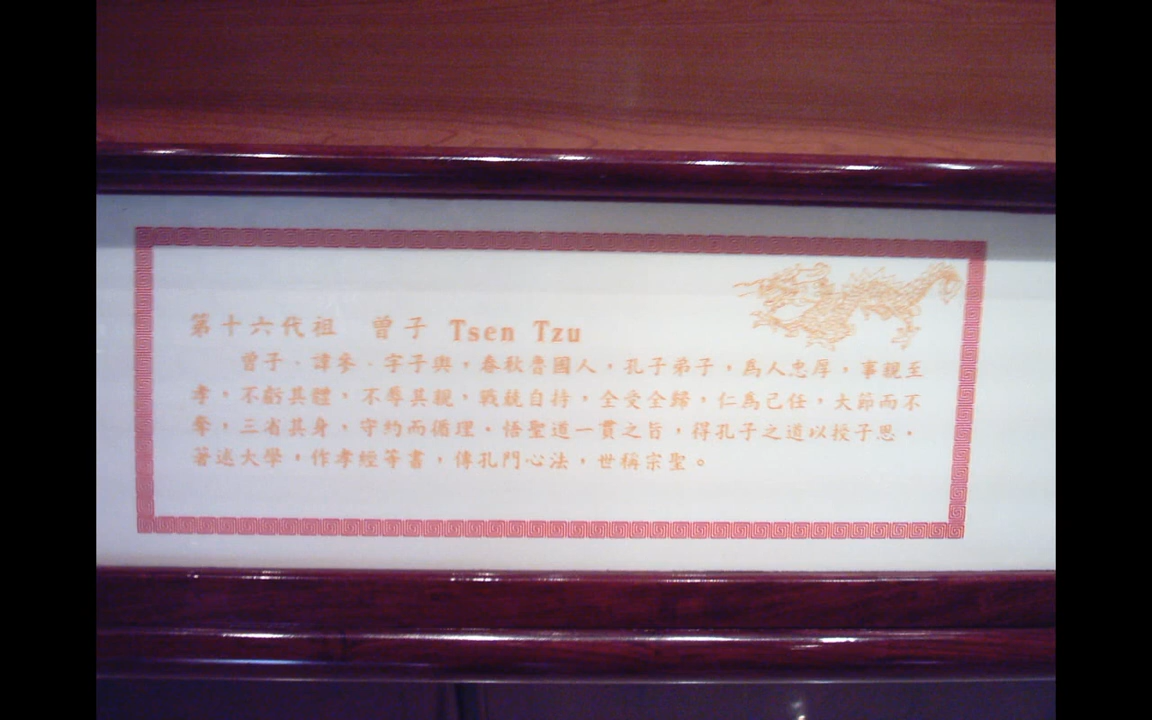 第十六代祖　曾子 Tsen Tzu
曾子、諱參、字子輿，春秋魯國人，孔子弟子，為人忠厚，事親至
孝，不虧其體，不辱其親，戰兢自持，全受全歸，仁為己任，大節而不
奪，三省其身，守約而循理，悟聖道一貫之旨，得孔子之道以授子思，
著述大學，作孝經等書，傳孔門心法，世稱宗聖。